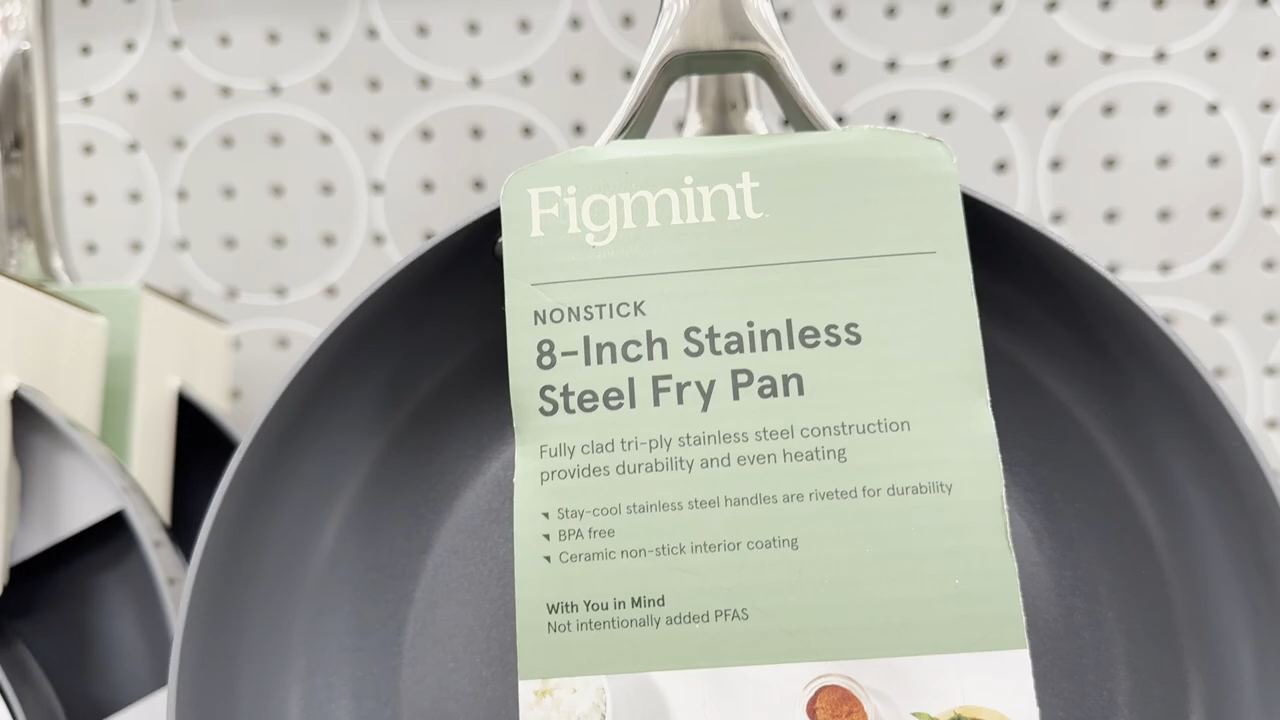 Figmint
NONSTICK
8-Inch Stainless
Steel Fry Pan
Fully clad tri-ply stainless steel construction
provides durability and even heating
Stay-cool stainless steel handles are riveted for durability
BPA free
Ceramic non-stick interior coating
With You in Mind
Not intentionally added PFAS